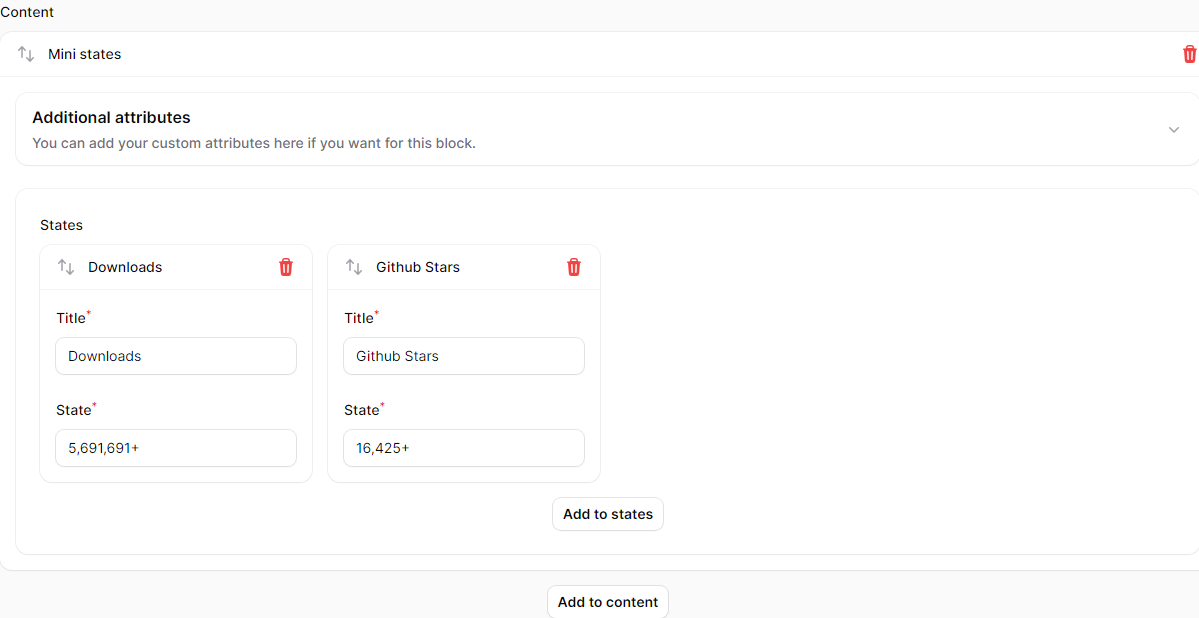 Content
Mini states
Additional attributes
You can add your custom attributes here if you want for this block.
States
Downloads
Github Stars
Title*
Title*
Downloads
Github Stars
State*
State*
5,691,691+
16,425+
Add to states
Add to content